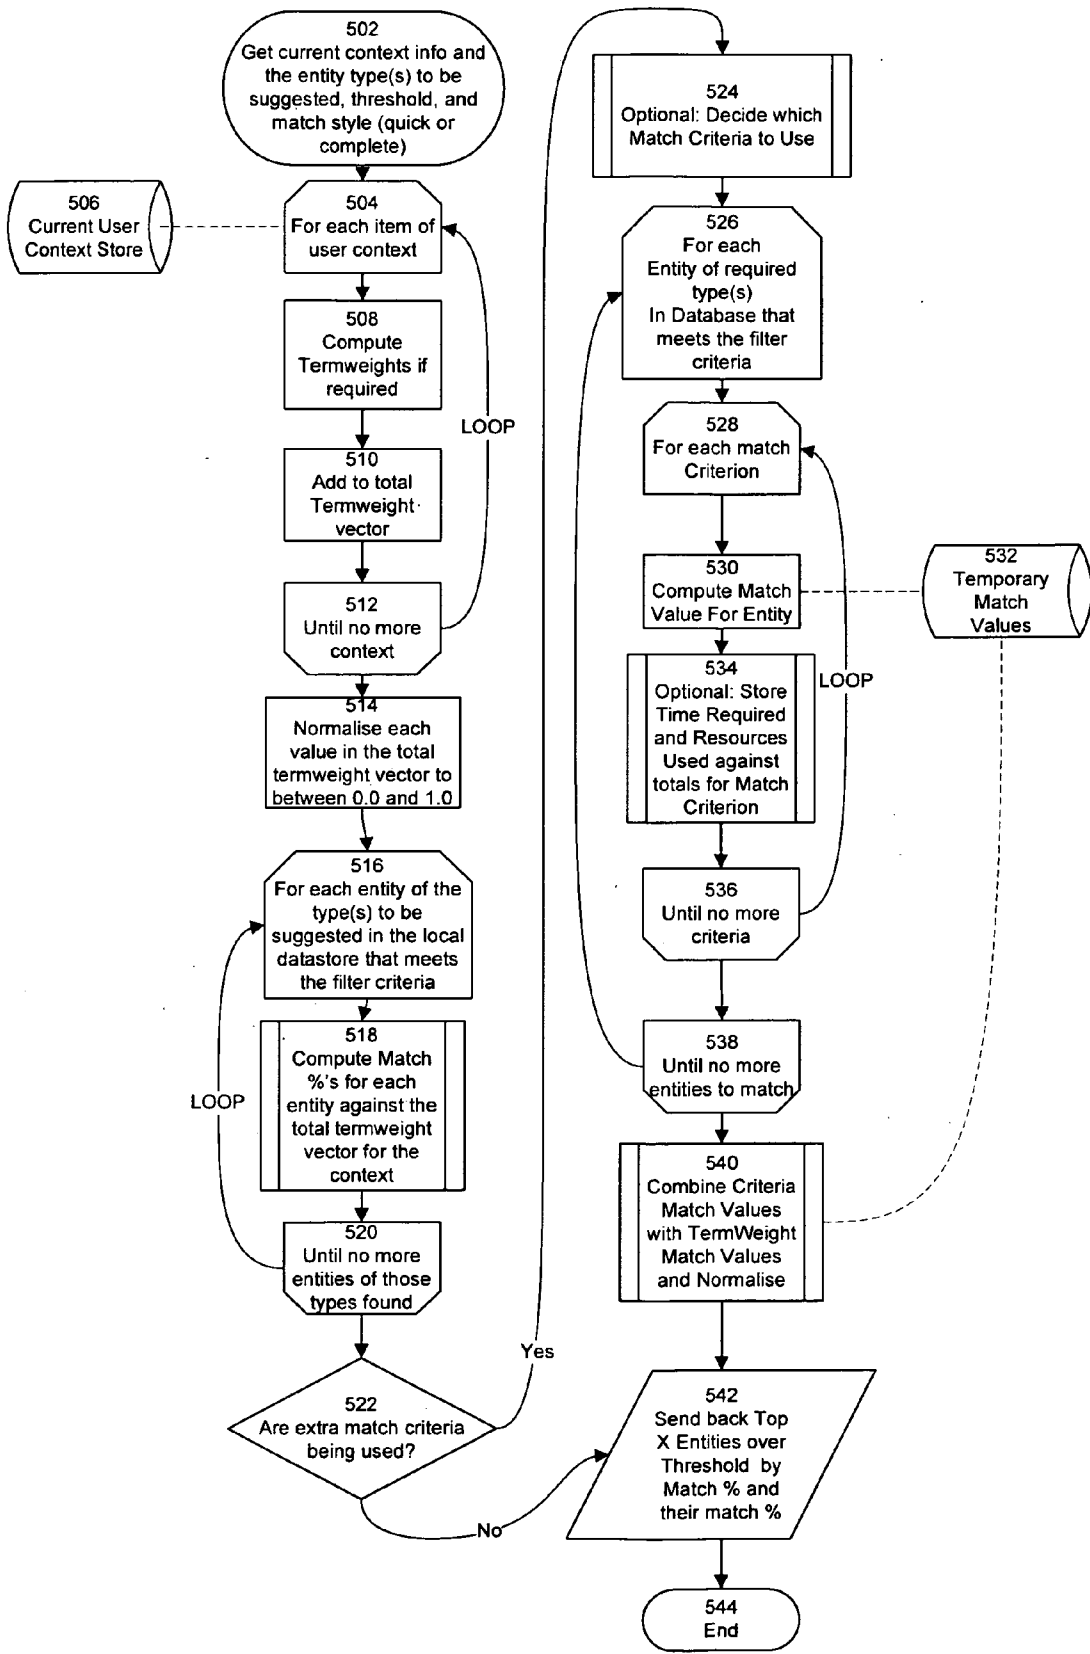 502
Get current context info and
the entity type(s) to be
suggested, threshold, and
match style (quick or
complete)
506
Current User
Context Store
504
For each item of
user context
508
Compute
Termweights if
required
LOOP
510
Add to total
Termweight
vector
512
Until no more
context
514
Normalise each
value in the total
termweight vector to
between 0.0 and 1.0
516
For each entity of the
type(s) to be
suggested in the local
datastore that meets
the filter criteria
518
Compute Match
%'s for each
entity against the
total termweight
vector for the
context
LOOP
520
Until no more
entities of those
types found
522
Are extra match criteria
being used?
Yes
No
524
Optional: Decide which
Match Criteria to Use
526
For each
Entity of required
type(s)
In Database that
meets the filter
criteria
528
For each match
Criterion
530
Compute Match
Value For Entity
532
Temporary
Match
Values
534
Optional: Store
Time Required
and Resources
Used against
totals for Match
Criterion
LOOP
536
Until no more
criteria
538
Until no more
entities to match
540
Combine Criteria
Match Values
with TermWeight
Match Values
and Normalise
542
Send back Top
X Entities over
Threshold by
Match % and
their match %
544
End